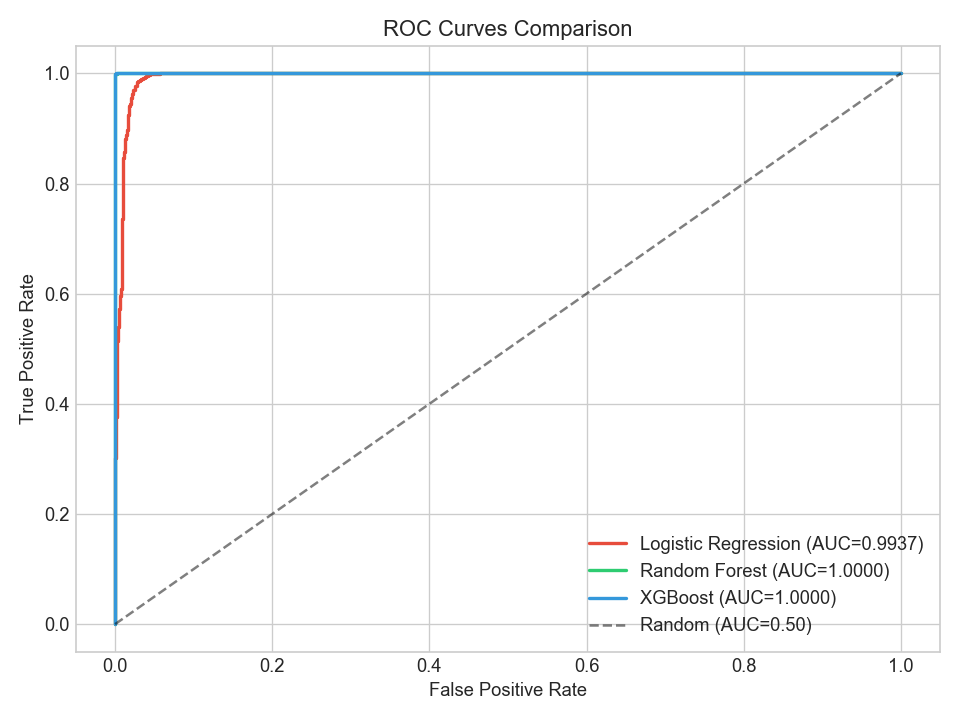 ROC Curves Comparison
True Positive Rate
1.0
0.8
0.6
0.4
0.2
0.0
Logistic Regression (AUC=0.9937)
Random Forest (AUC=1.0000)
XGBoost (AUC=1.0000)
Random (AUC=0.50)
0.0 0.2 0.4 0.6 0.8 1.0
False Positive Rate